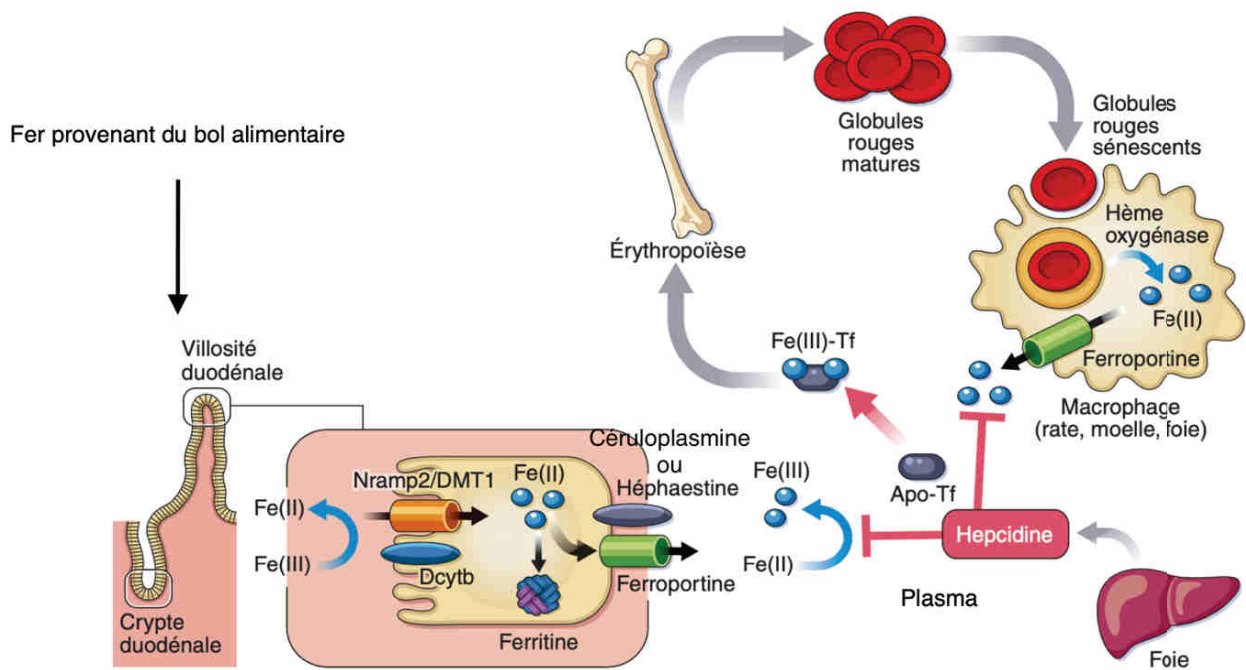 Fer provenant du bol alimentaire
Villosité
duodénale
Crypte
duodénale
Fe(II)
Fe(III)
Nramp2/DMT1
Dcytb
Fe(II)
Ferritine
Céruloplasmine
ou
Héphaestine
Ferroportine
Fe(III)
Fe(II)
Plasma
Érythropoïèse
Fe(III)-Tf
Apo-Tf
Globules
rouges
matures
Globules
rouges
sénescents
Hème
oxygénase
Fe(II)
Ferroportine
Macrophage
(rate, moelle, foie)
Hepcidine
Foie